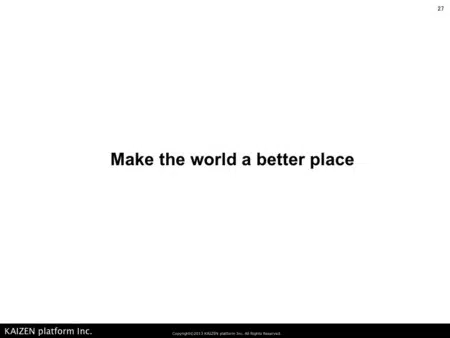 27
Make the world a better place
KAIZEN platform Inc.
Copyright©2013 KAIZEN platform Inc. All Rights Reserved.